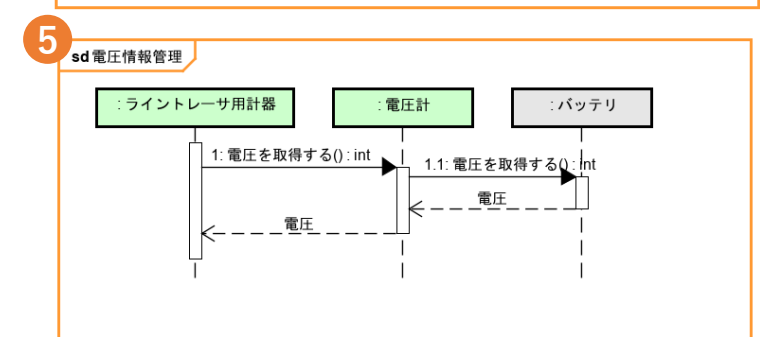 5
sd 電圧情報管理
: ライントレーサ用計器
: 電圧計
: バッテリ
1: 電圧を取得する() : int
1.1: 電圧を取得する() : int
電圧
電圧